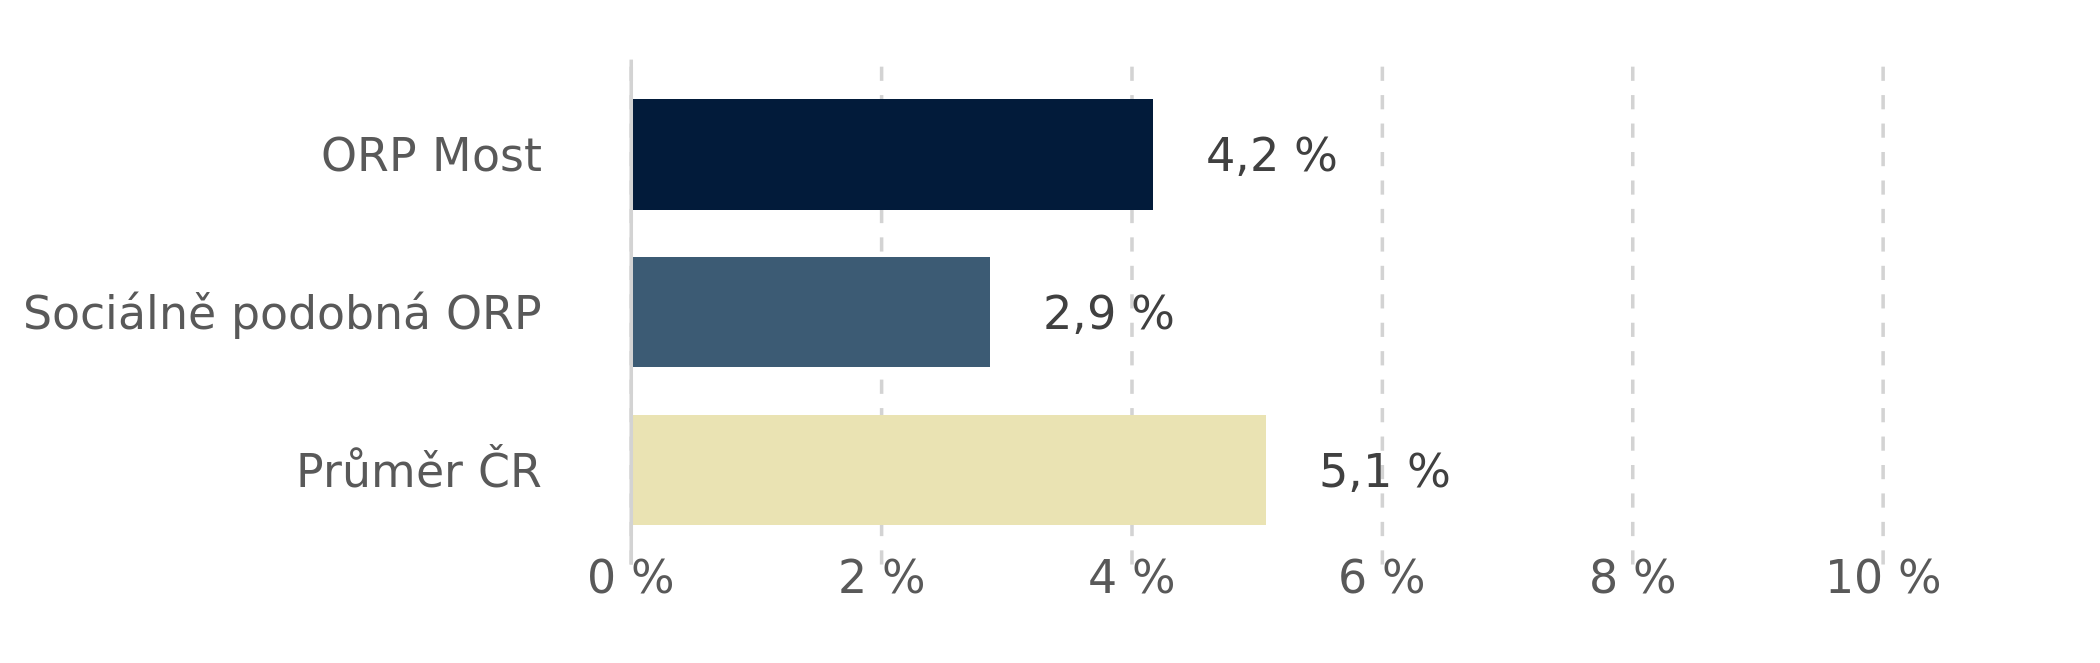 ORP Most 4,2 %
Sociálně podobná ORP 2,9 %
Průměr ČR 5,1 %
0 % 2 % 4 % 6 % 8 % 10 %